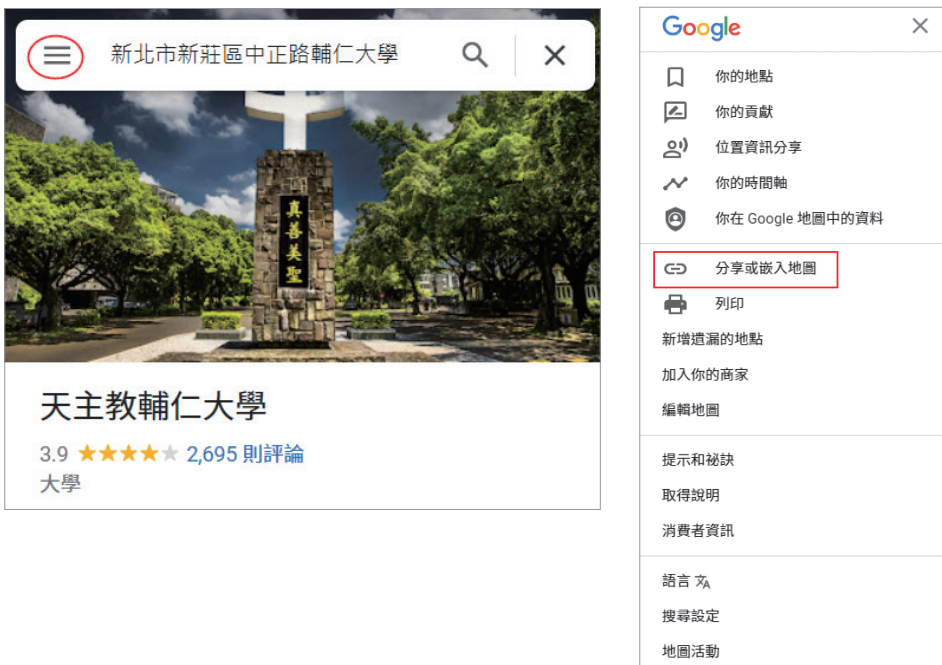 新北市新莊區中正路輔仁大學
真善美聖
天主教輔仁大學
3.9 ★★★★★ 2,695 則評論
大學
Google
你的地點
你的貢獻
位置資訊分享
你的時間軸
你在 Google 地圖中的資料
分享或嵌入地圖
列印
新增遺漏的地點
加入你的商家
編輯地圖
提示和祕訣
取得說明
消費者資訊
語言
搜尋設定
地圖活動